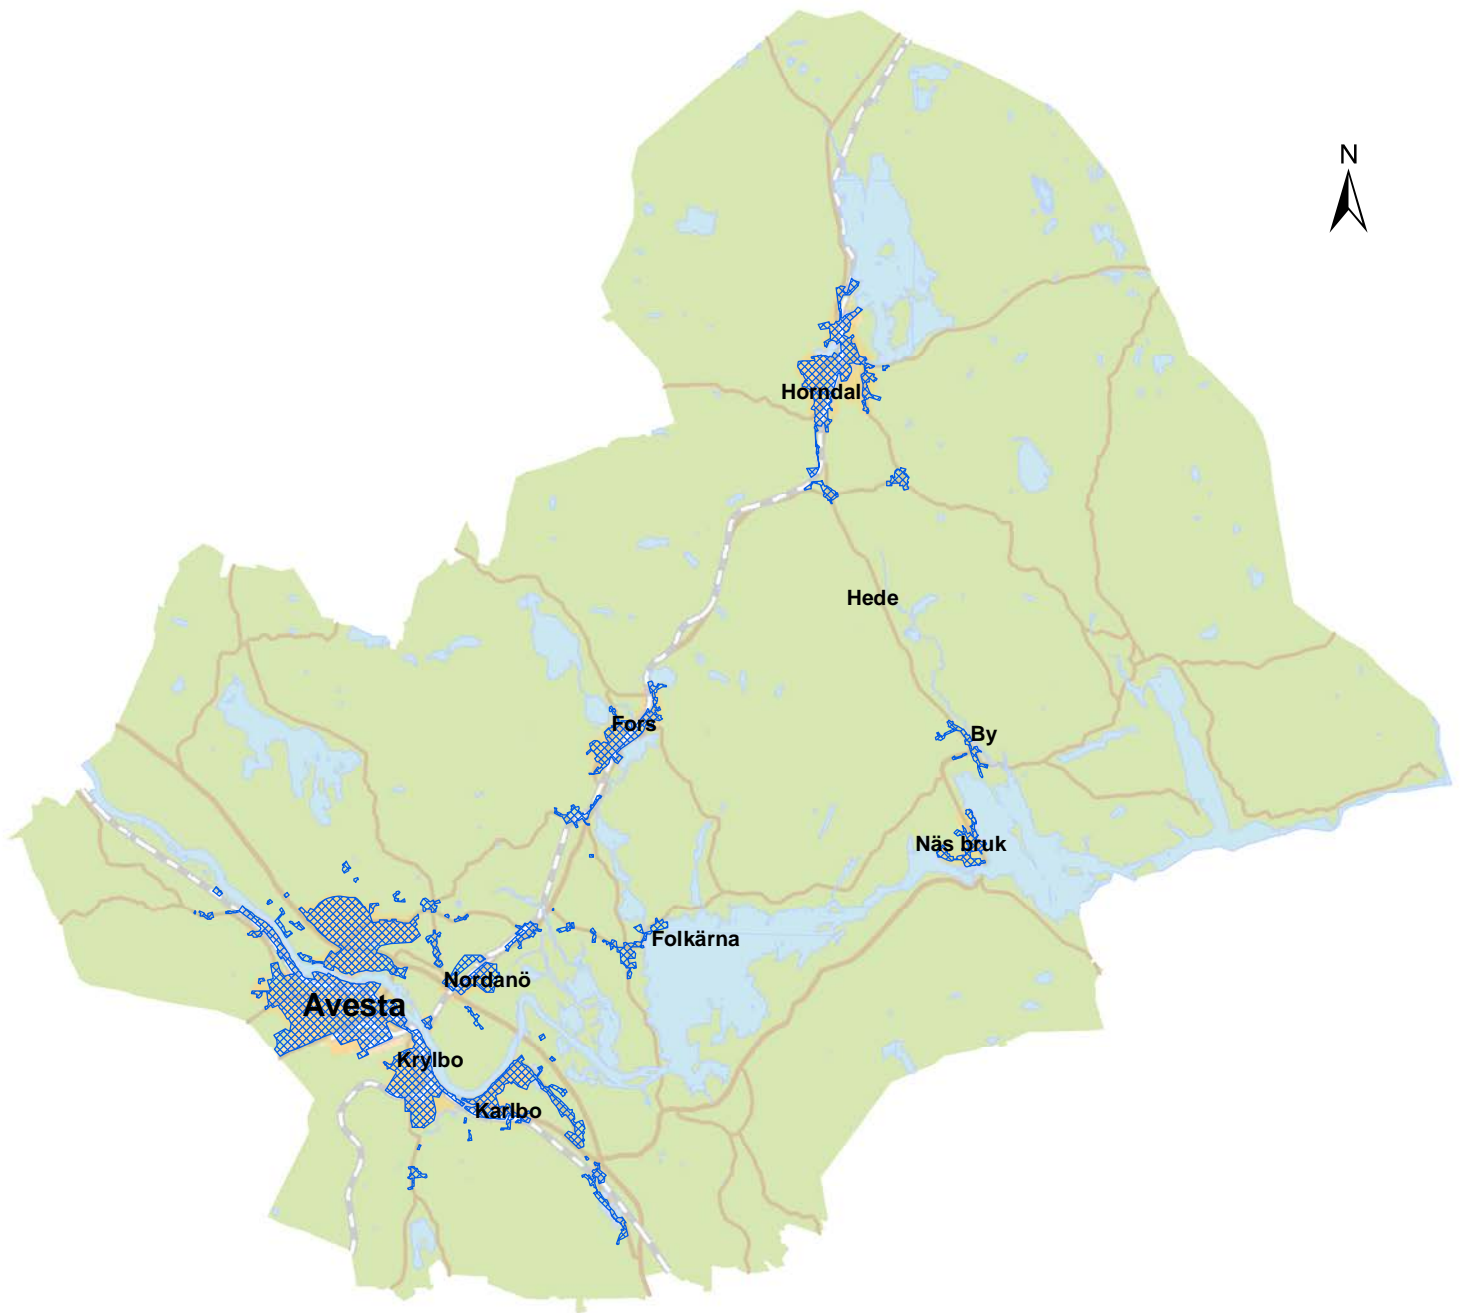 N
Horndal
Hede
Fors
By
Näs bruk
Folkärna
Nordanö
Avesta
Krylbo
Karlbo